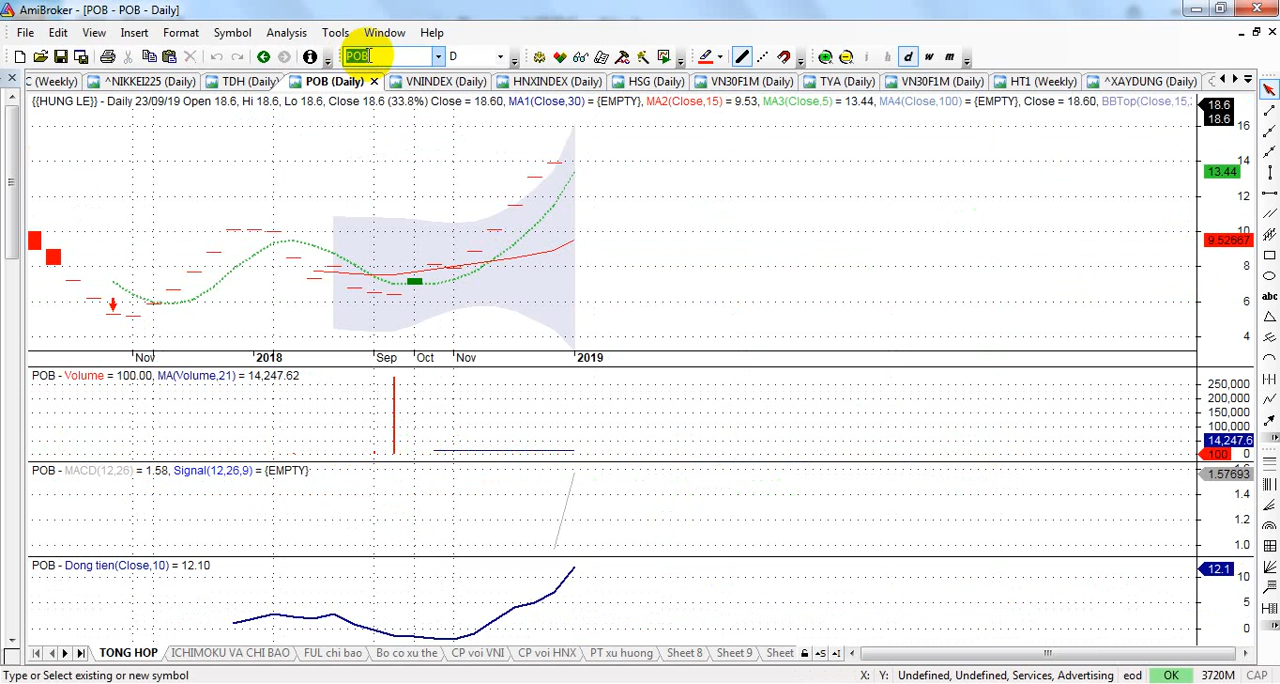 AmiBroker - [POB - POB - Daily]
File Edit View Insert Format Symbol Analysis Tools Window Help
POB D i h d w m
C (Weekly) ^NIKKEI225 (Daily) TDH (Daily) POB (Daily) VNINDEX (Daily) HNXINDEX (Daily) HSG (Daily) VN30F1M (Daily) TYA (Daily) VN30F1M (Daily) HT1 (Weekly) ^XAYDUNG (Daily)
{{HUNG LE}} - Daily 23/09/19 Open 18.6, Hi 18.6, Lo 18.6, Close 18.6 (33.8%) Close = 18.60, MA1(Close,30) = {EMPTY}, MA2(Close,15) = 9.53, MA3(Close,5) = 13.44, MA4(Close,100) = {EMPTY}, Close = 18.60, BBTop(Close,15,
18.6
18.6
16
14
13.44
12
10
9.52667
8
6
4
abc
Nov 2018 Sep Oct Nov 2019
POB - Volume = 100.00, MA(Volume,21) = 14,247.62
250,000
200,000
150,000
100,000
14,247.6
100 0
POB - MACD(12,26) = 1.58, Signal(12,26,9) = {EMPTY}
1.57693
1.4
1.2
1.0
POB - Dong tien(Close,10) = 12.10
12.1
10
5
0
TONG HOP ICHIMOKU VA CHI BAO FUL chi bao Bo co xu the CP voi VNI CP voi HNX PT xu huong Sheet 8 Sheet 9 Sheet
Type or Select existing or new symbol X: Y: Undefined, Undefined, Services, Advertising eod OK 3720M CAP